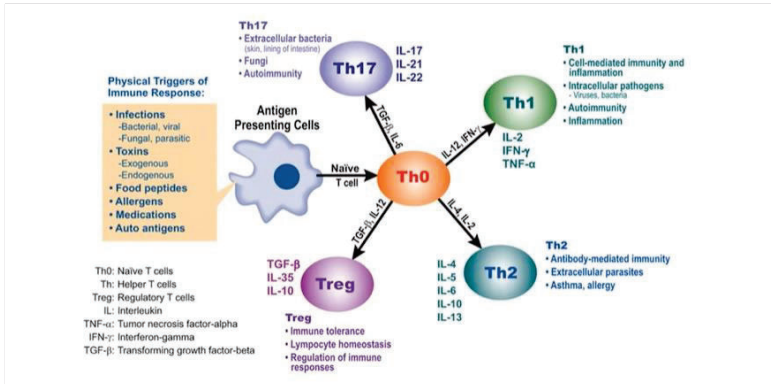 Th17
• Extracellular bacteria
(skin, lining of intestine)
• Fungi
• Autoimmunity
Th17
IL-17
IL-21
IL-22
Th1
• Cell-mediated immunity and
inflammation
• Intracellular pathogens
- Viruses, bacteria
• Autoimmunity
• Inflammation
Th1
IL-2
IFN-γ
TNF-α
Physical Triggers of
Immune Response:
• Infections
-Bacterial, viral
-Fungal, parasitic
• Toxins
-Exogenous
-Endogenous
• Food peptides
• Allergens
• Medications
• Auto antigens
Antigen
Presenting Cells
Naïve
T cell
Th0
TGF-β, IL-6
IL-12, IFN-γ
TGF-β, IL-12
IL-4, IL-2
TGF-β
IL-35
IL-10
Treg
Treg
• Immune tolerance
• Lympocyte homeostasis
• Regulation of immune
responses
IL-4
IL-5
IL-6
IL-10
IL-13
Th2
Th2
• Antibody-mediated immunity
• Extracellular parasites
• Asthma, allergy
Th0: Naïve T cells
Th: Helper T cells
Treg: Regulatory T cells
IL: Interleukin
TNF-α: Tumor necrosis factor-alpha
IFN-γ: Interferon-gamma
TGF-β: Transforming growth factor-beta